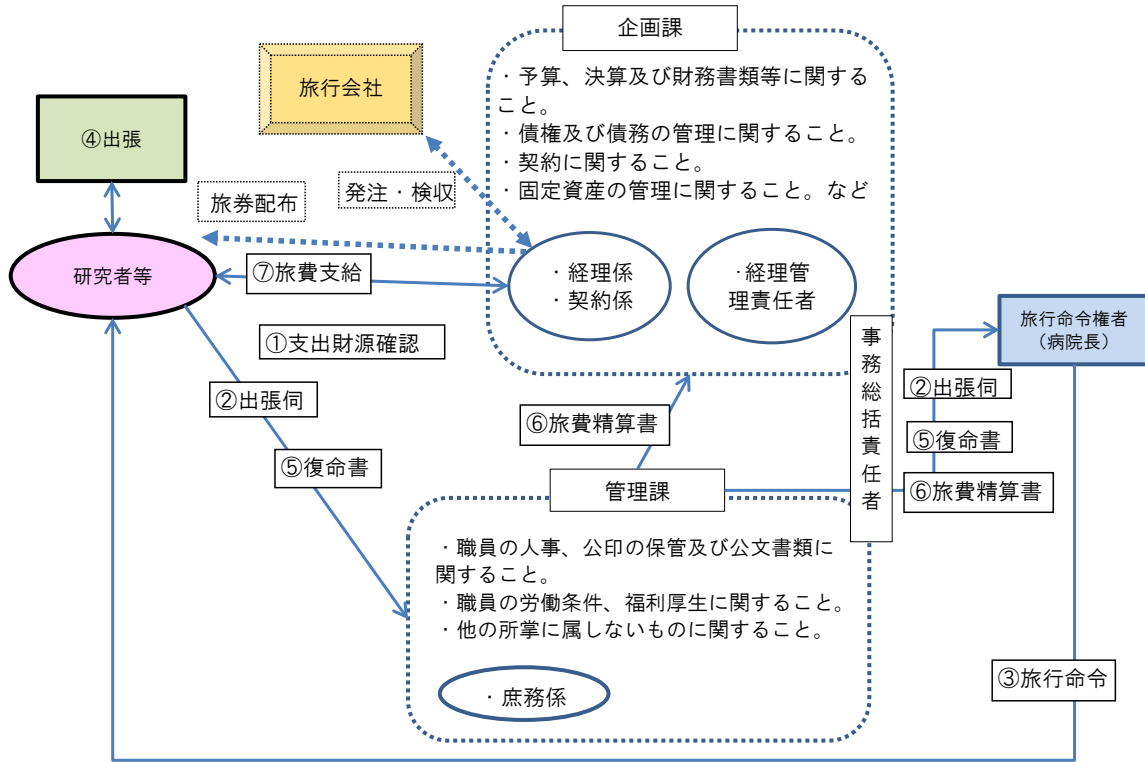 企画課
・予算、決算及び財務書類等に関する
こと。
・債権及び債務の管理に関すること。
・契約に関すること。
・固定資産の管理に関すること。など
旅行会社
④出張
発注・検収
旅券配布
研究者等
⑦旅費支給
・経理係
・契約係
・経理管
理責任者
①支出財源確認
事務総括責任者
旅行命令権者
（病院長）
②出張伺
②出張伺
⑥旅費精算書
⑤復命書
⑤復命書
⑥旅費精算書
管理課
・職員の人事、公印の保管及び公文書類に
関すること。
・職員の労働条件、福利厚生に関すること。
・他の所掌に属しないものに関すること。
・庶務係
③旅行命令